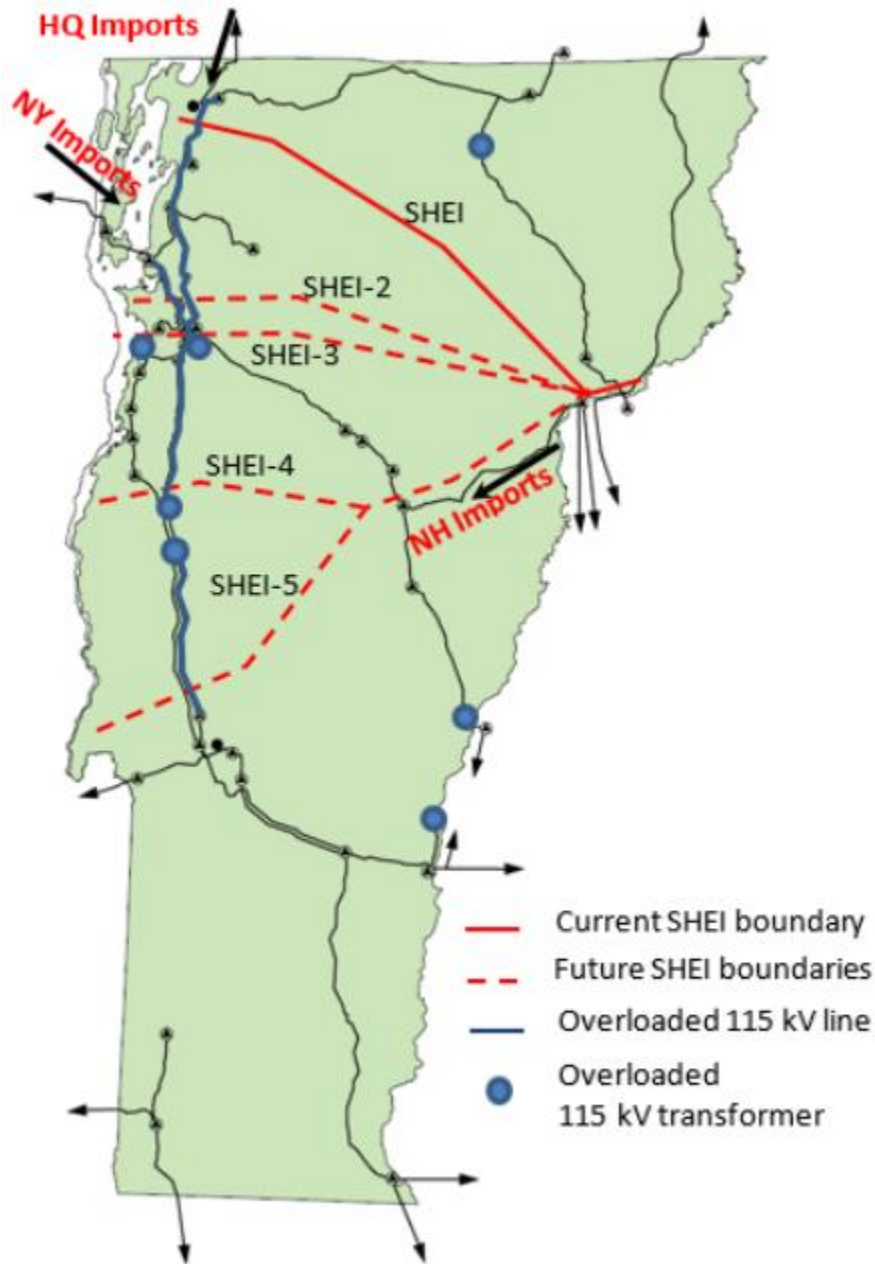 HQ Imports
NY Imports
SHEI
SHEI-2
SHEI-3
SHEI-4
NH Imports
SHEI-5
Current SHEI boundary
Future SHEI boundaries
Overloaded 115 kV line
Overloaded
115 kV transformer